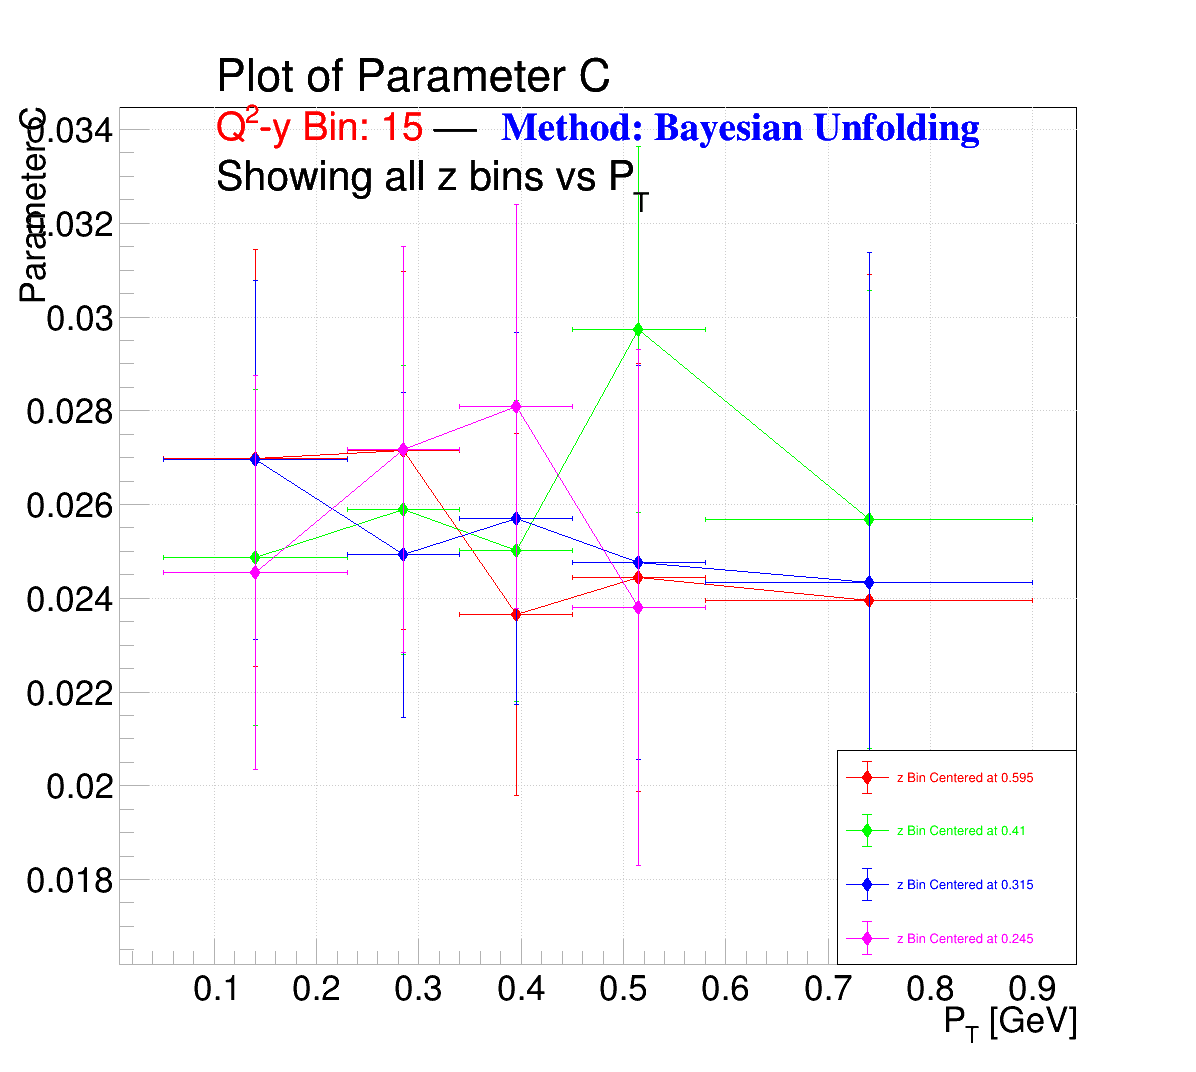 Plot of Parameter C
Q²-y Bin: 15 — Method: Bayesian Unfolding
Showing all z bins vs P_T
Parameter C
0.034
0.032
0.03
0.028
0.026
0.024
0.022
0.02
0.018
z Bin Centered at 0.595
z Bin Centered at 0.41
z Bin Centered at 0.315
z Bin Centered at 0.245
0.1 0.2 0.3 0.4 0.5 0.6 0.7 0.8 0.9
P_T [GeV]